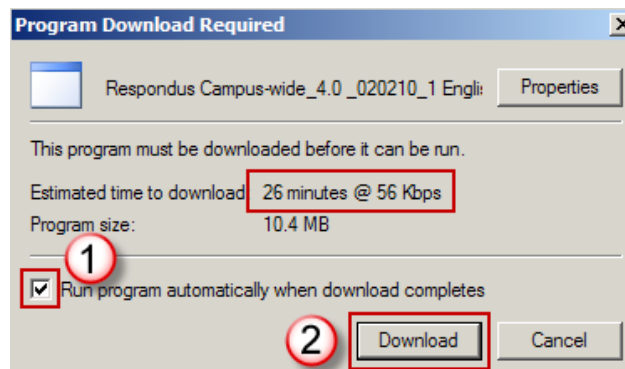 Program Download Required
Respondus Campus-wide_4.0 _020210_1 Englis
Properties
This program must be downloaded before it can be run.
Estimated time to download 26 minutes @ 56 Kbps
Program size: 10.4 MB
1
Run program automatically when download completes
2
Download
Cancel